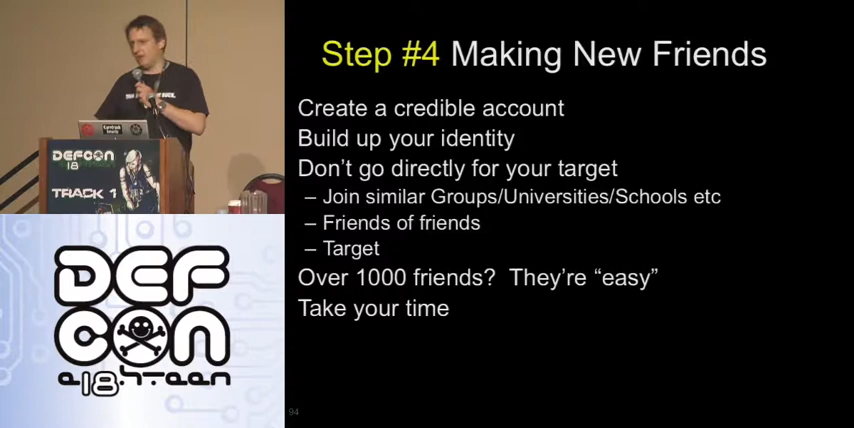 DEFCON
18
TRACK 1
DEF
CON
e18hteen
Step #4 Making New Friends
Create a credible account
Build up your identity
Don't go directly for your target
– Join similar Groups/Universities/Schools etc
– Friends of friends
– Target
Over 1000 friends?  They're “easy”
Take your time
94